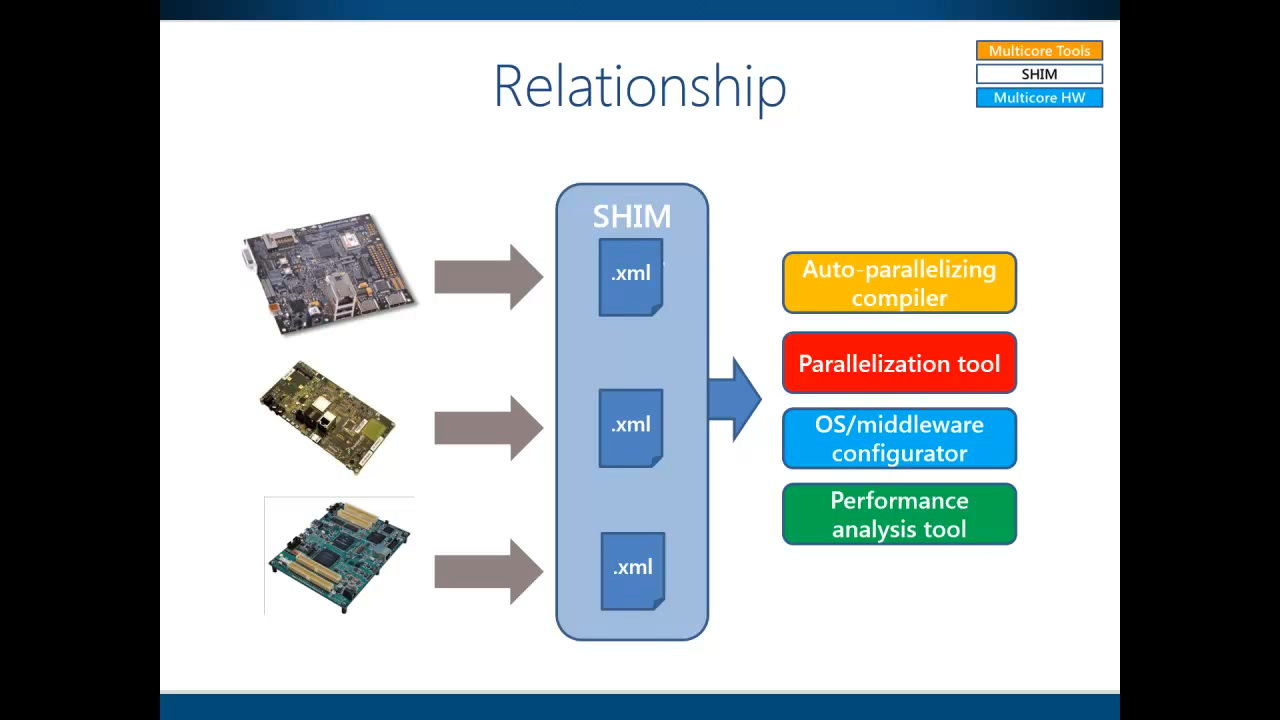 Relationship
Multicore Tools
SHIM
Multicore HW
SHIM
.xml
.xml
.xml
Auto-parallelizing
compiler
Parallelization tool
OS/middleware
configurator
Performance
analysis tool